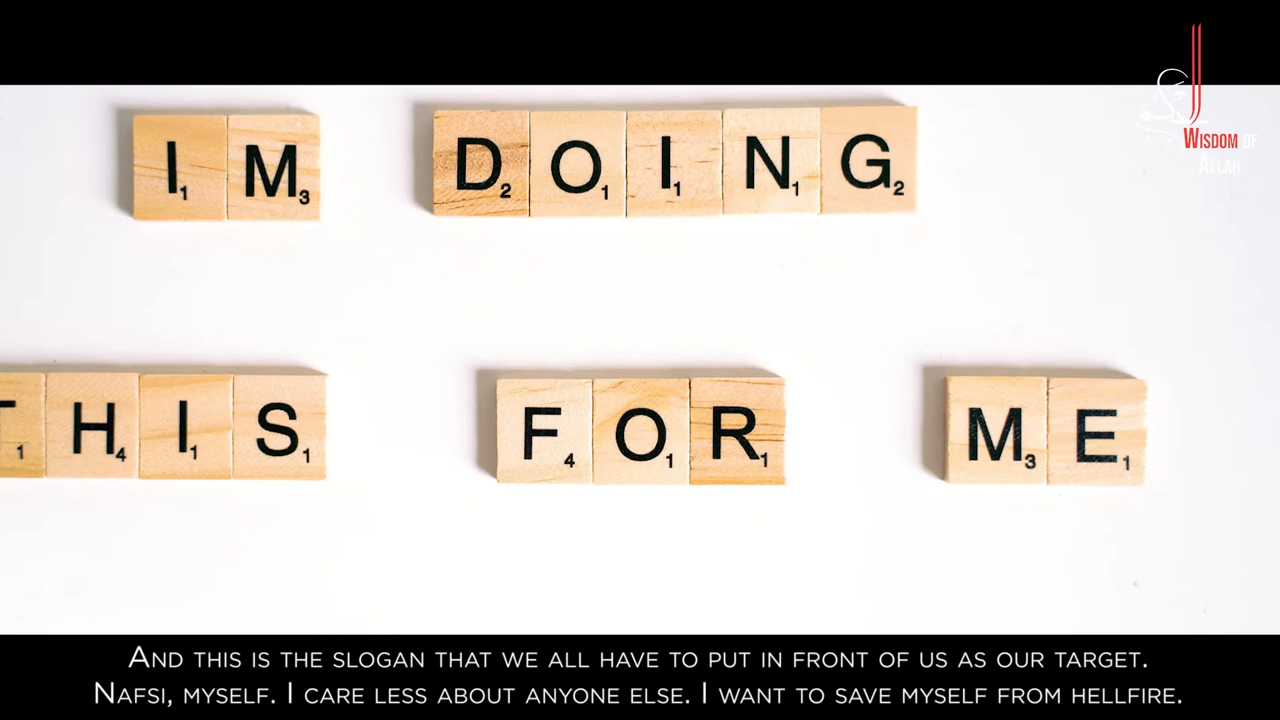 IM DOING
THIS FOR ME
WISDOM OF
ALLAH
AND THIS IS THE SLOGAN THAT WE ALL HAVE TO PUT IN FRONT OF US AS OUR TARGET.
NAFSI, MYSELF. I CARE LESS ABOUT ANYONE ELSE. I WANT TO SAVE MYSELF FROM HELLFIRE.